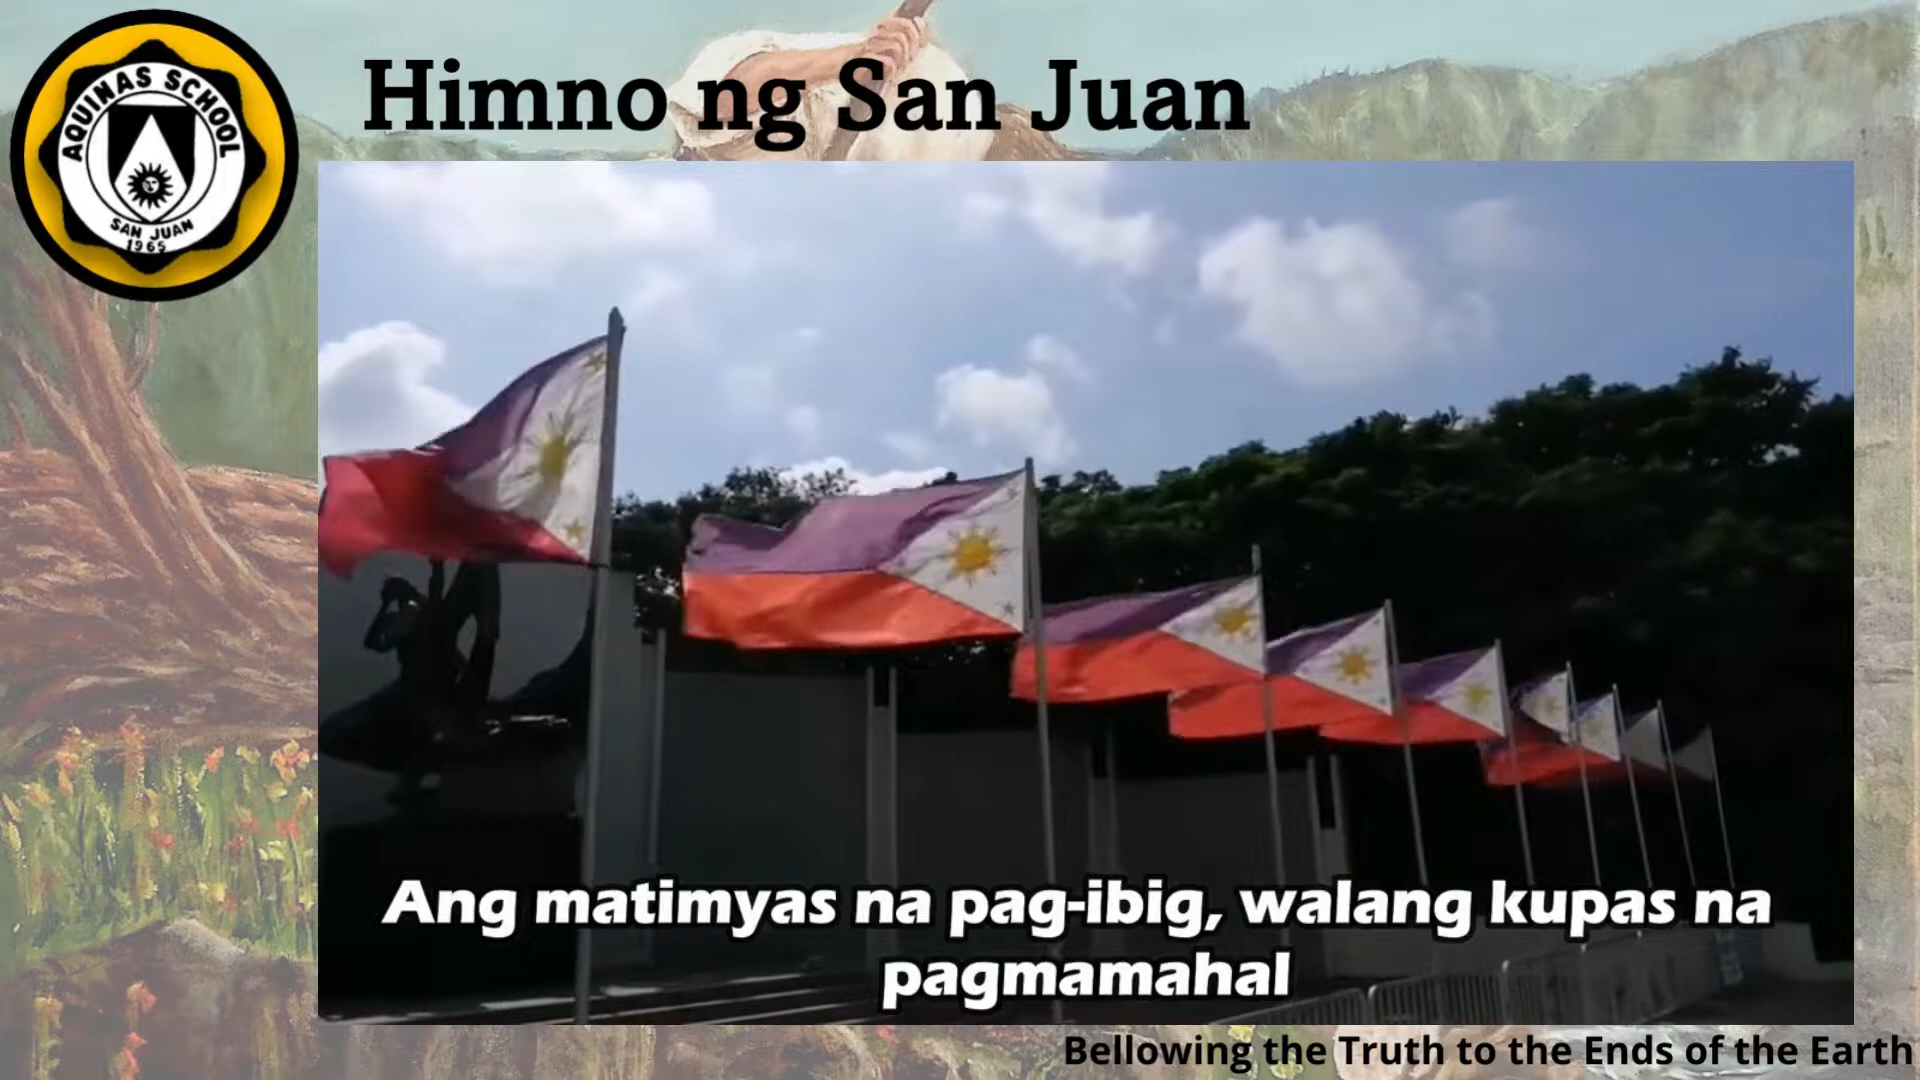 AQUINAS SCHOOL
SAN JUAN
1965
Himno ng San Juan
Ang matimyas na pag-ibig, walang kupas na
pagmamahal
Bellowing the Truth to the Ends of the Earth